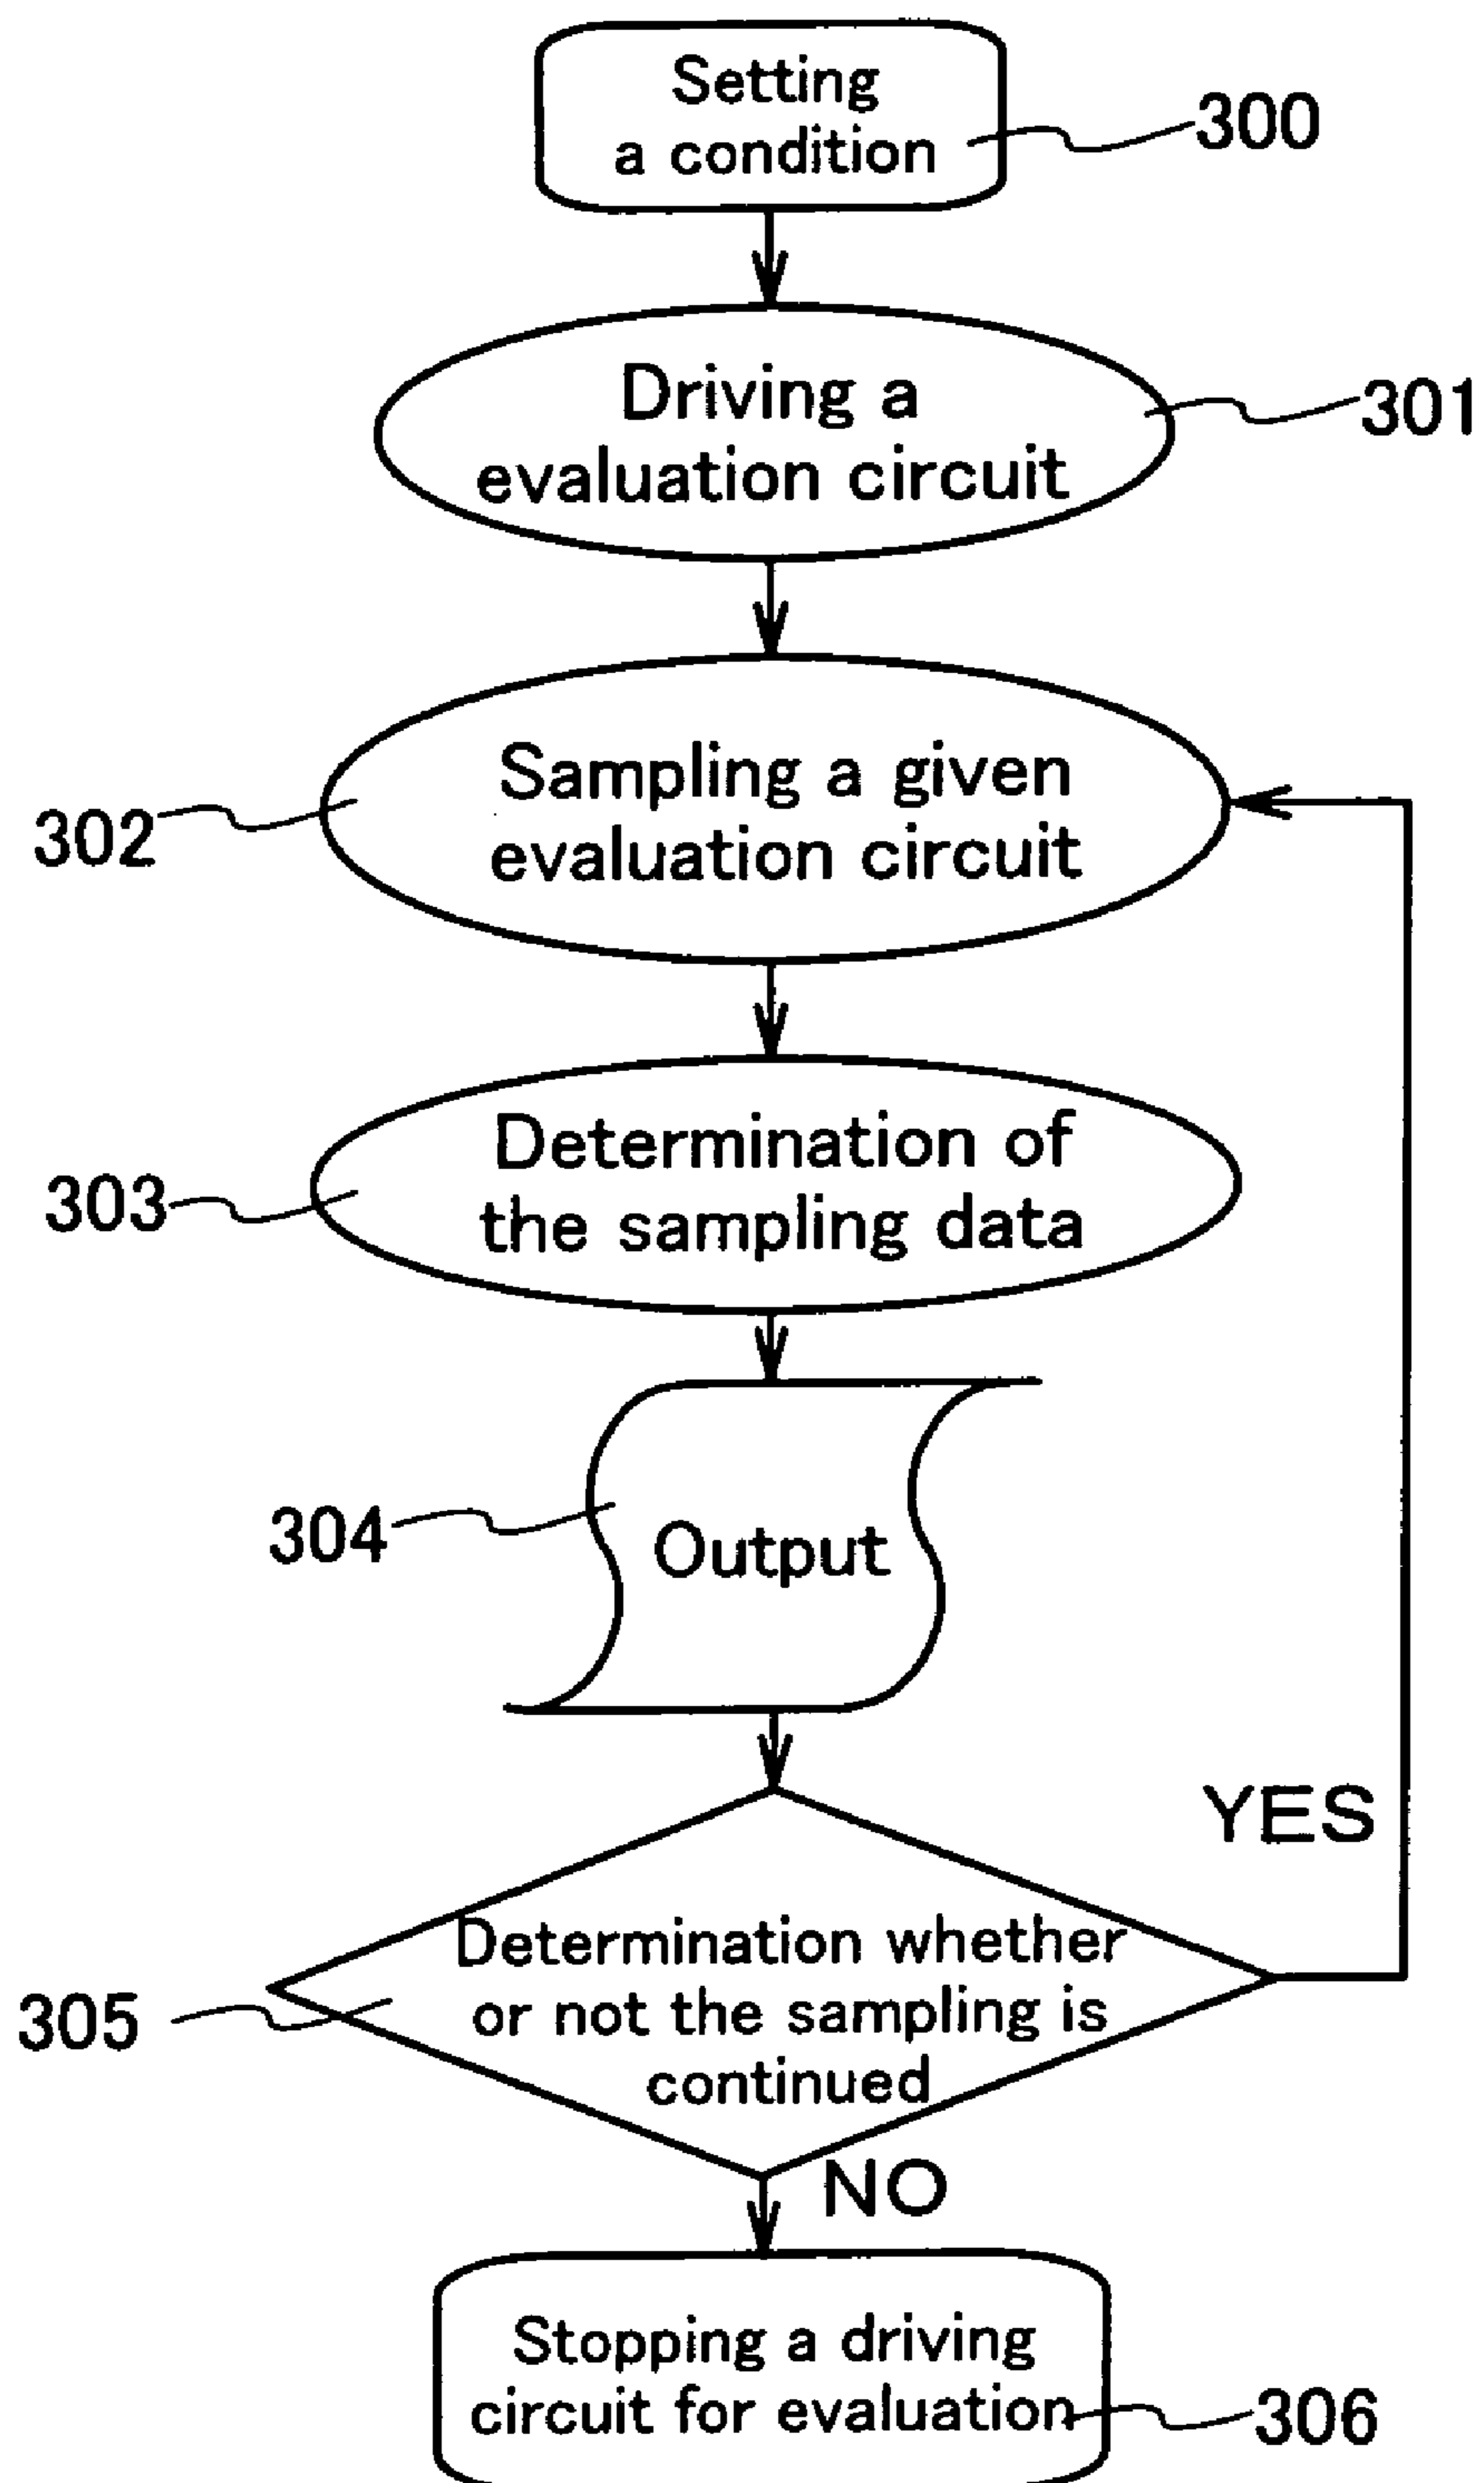 Setting
a condition
300
Driving a
evaluation circuit
301
Sampling a given
evaluation circuit
302
Determination of
the sampling data
303
304
Output
YES
Determination whether
or not the sampling is
continued
305
NO
Stopping a driving
circuit for evaluation
306